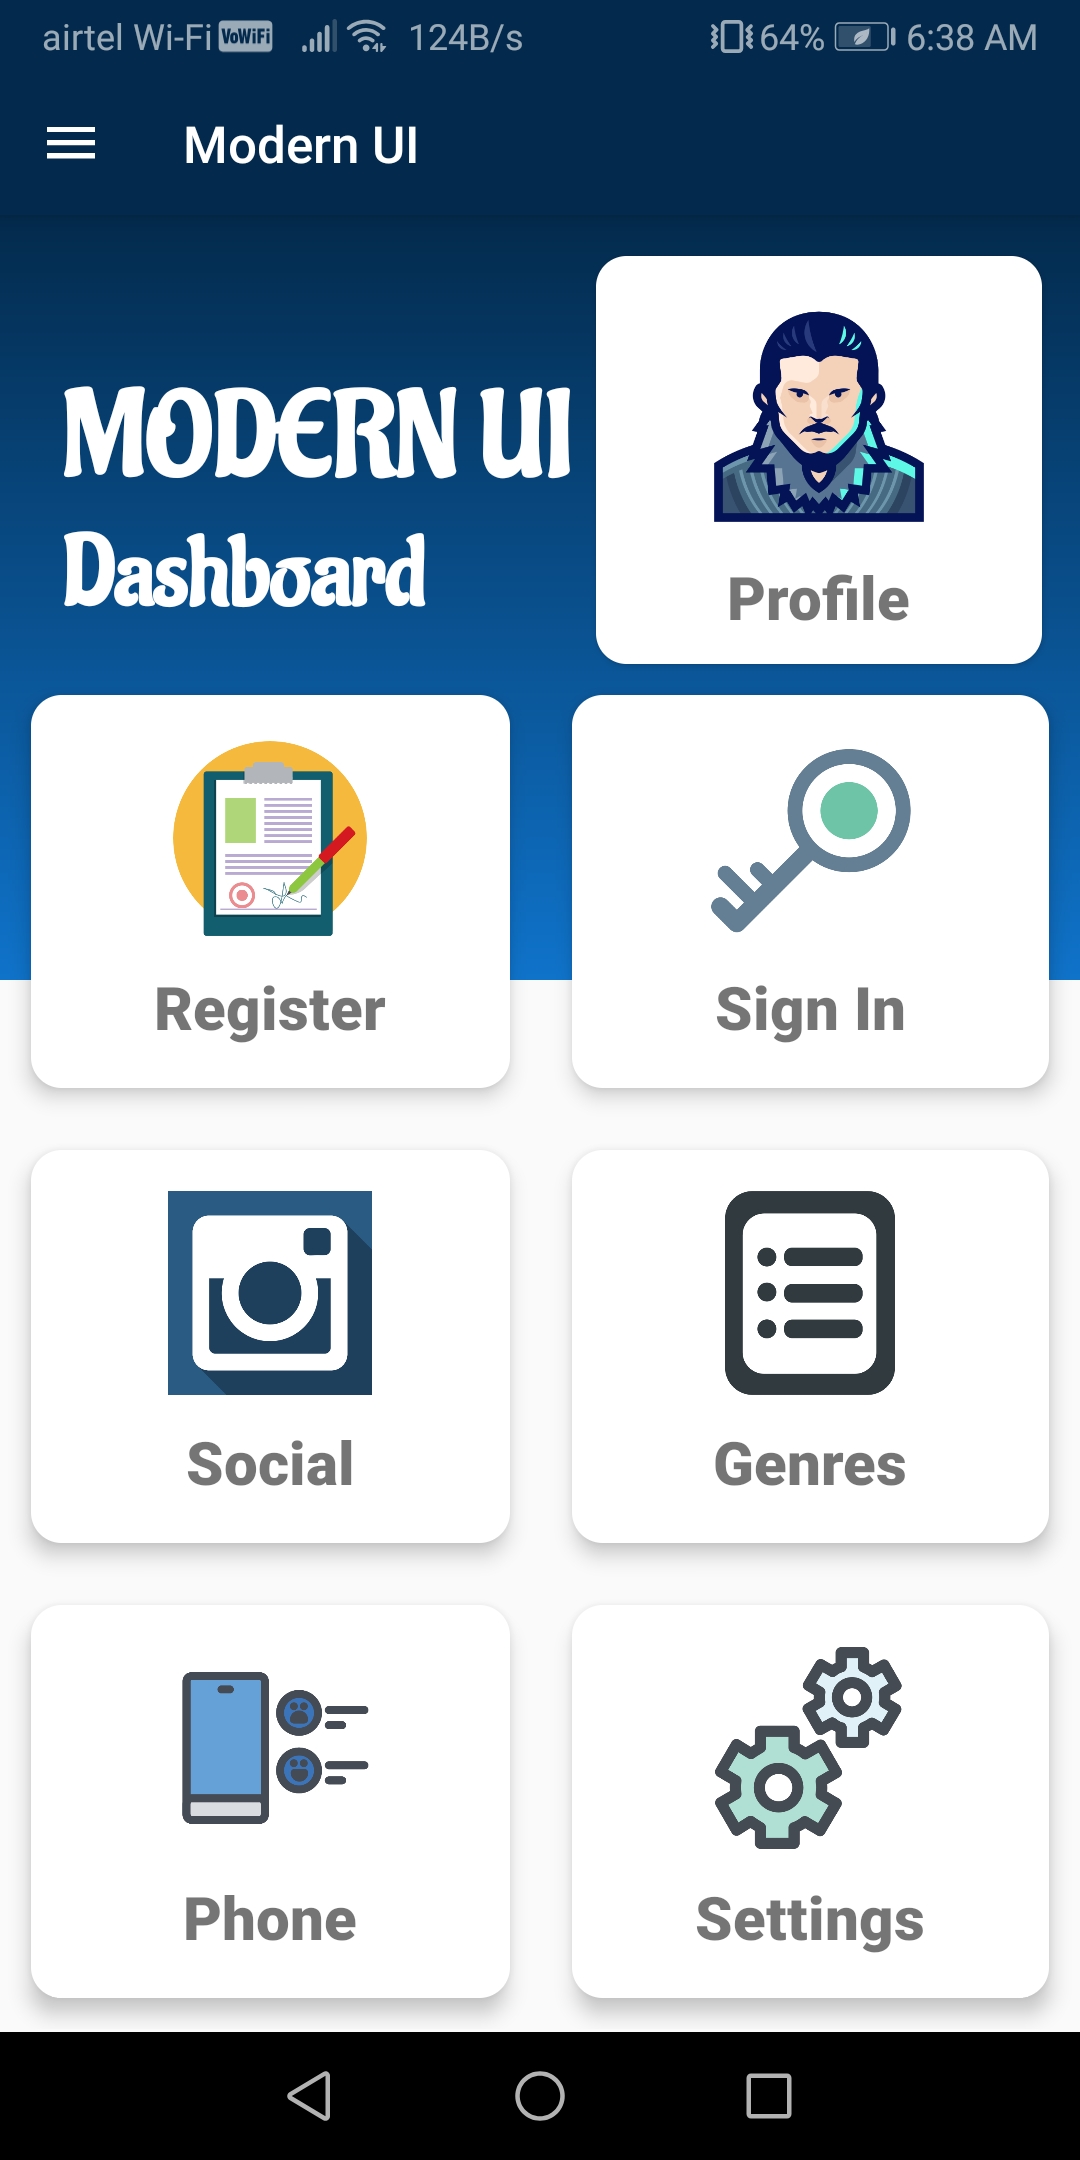 airtel Wi-Fi VoWiFi 124B/s 64% 6:38 AM
Modern UI
MODERN UI
Dashboard
Profile
Register
Sign In
Social
Genres
Phone
Settings